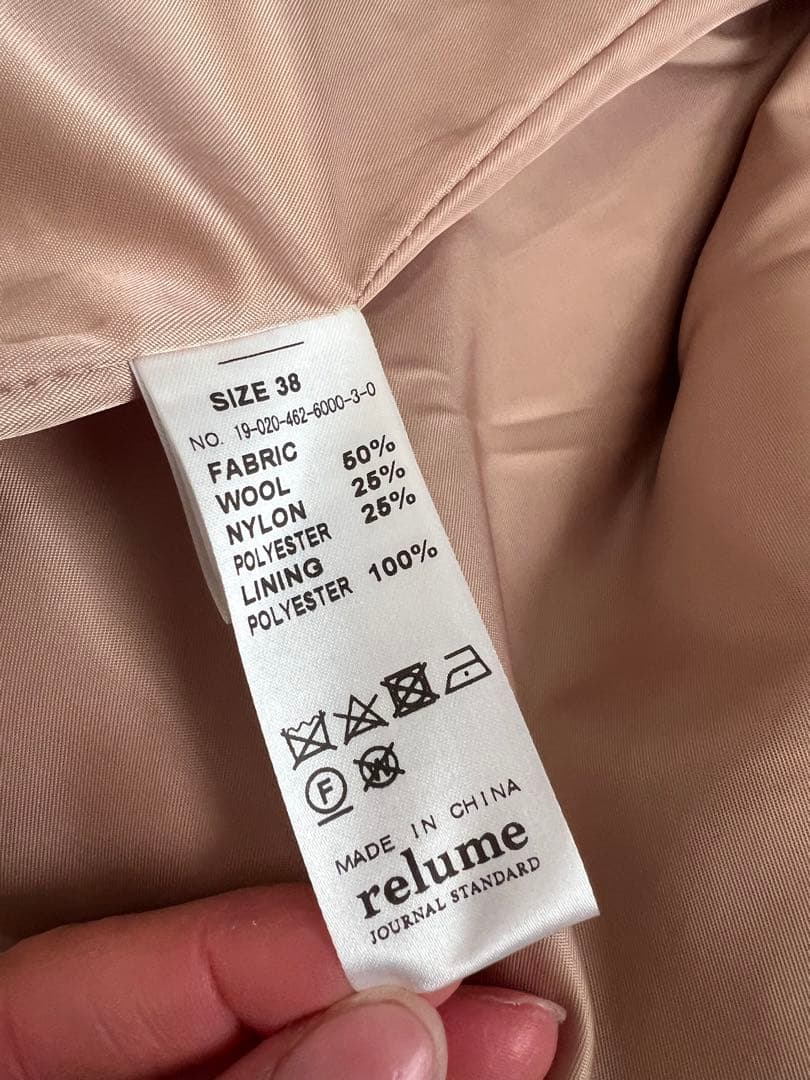 SIZE 38
NO. 19-020-462-6000-3-0
FABRIC
WOOL 50%
NYLON 25%
POLYESTER 25%
LINING
POLYESTER 100%
F W
MADE IN CHINA
relume
JOURNAL STANDARD